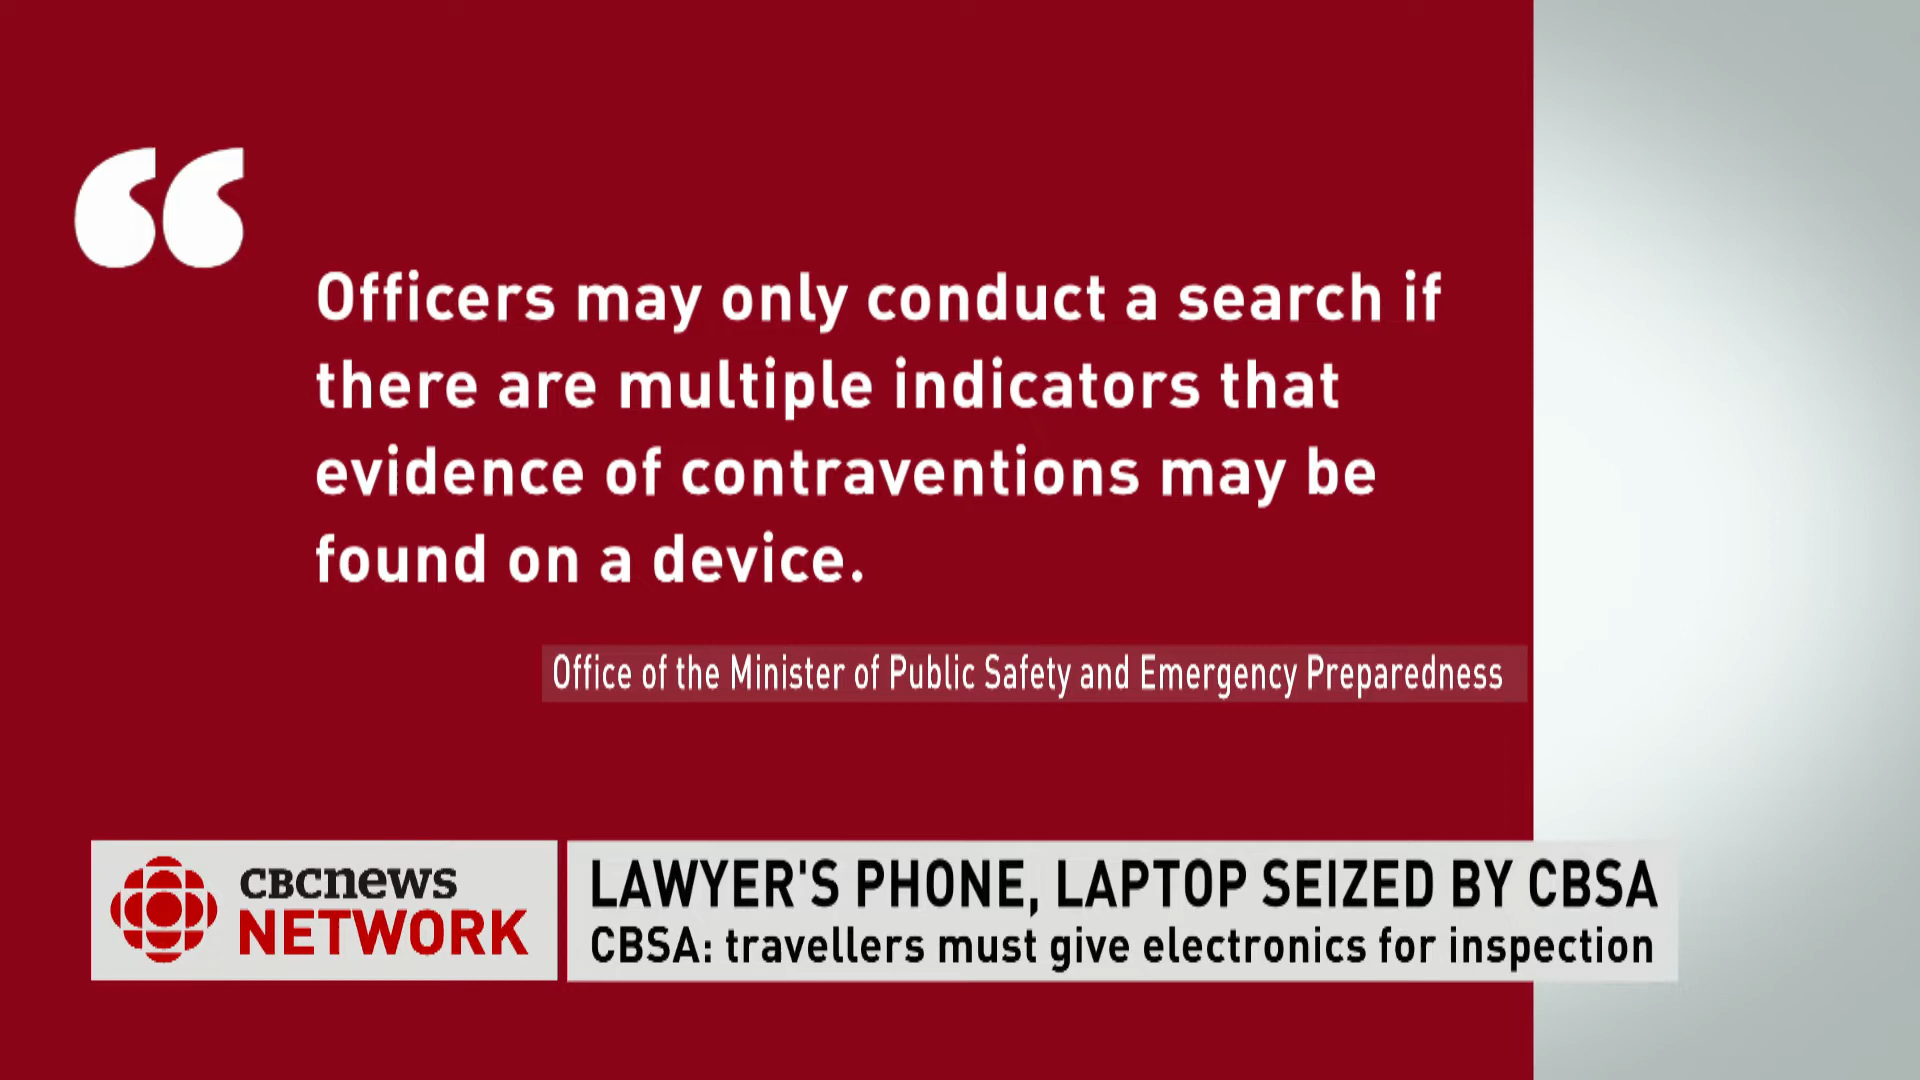 “
Officers may only conduct a search if
there are multiple indicators that
evidence of contraventions may be
found on a device.
Office of the Minister of Public Safety and Emergency Preparedness
CBCnews
NETWORK
LAWYER'S PHONE, LAPTOP SEIZED BY CBSA
CBSA: travellers must give electronics for inspection